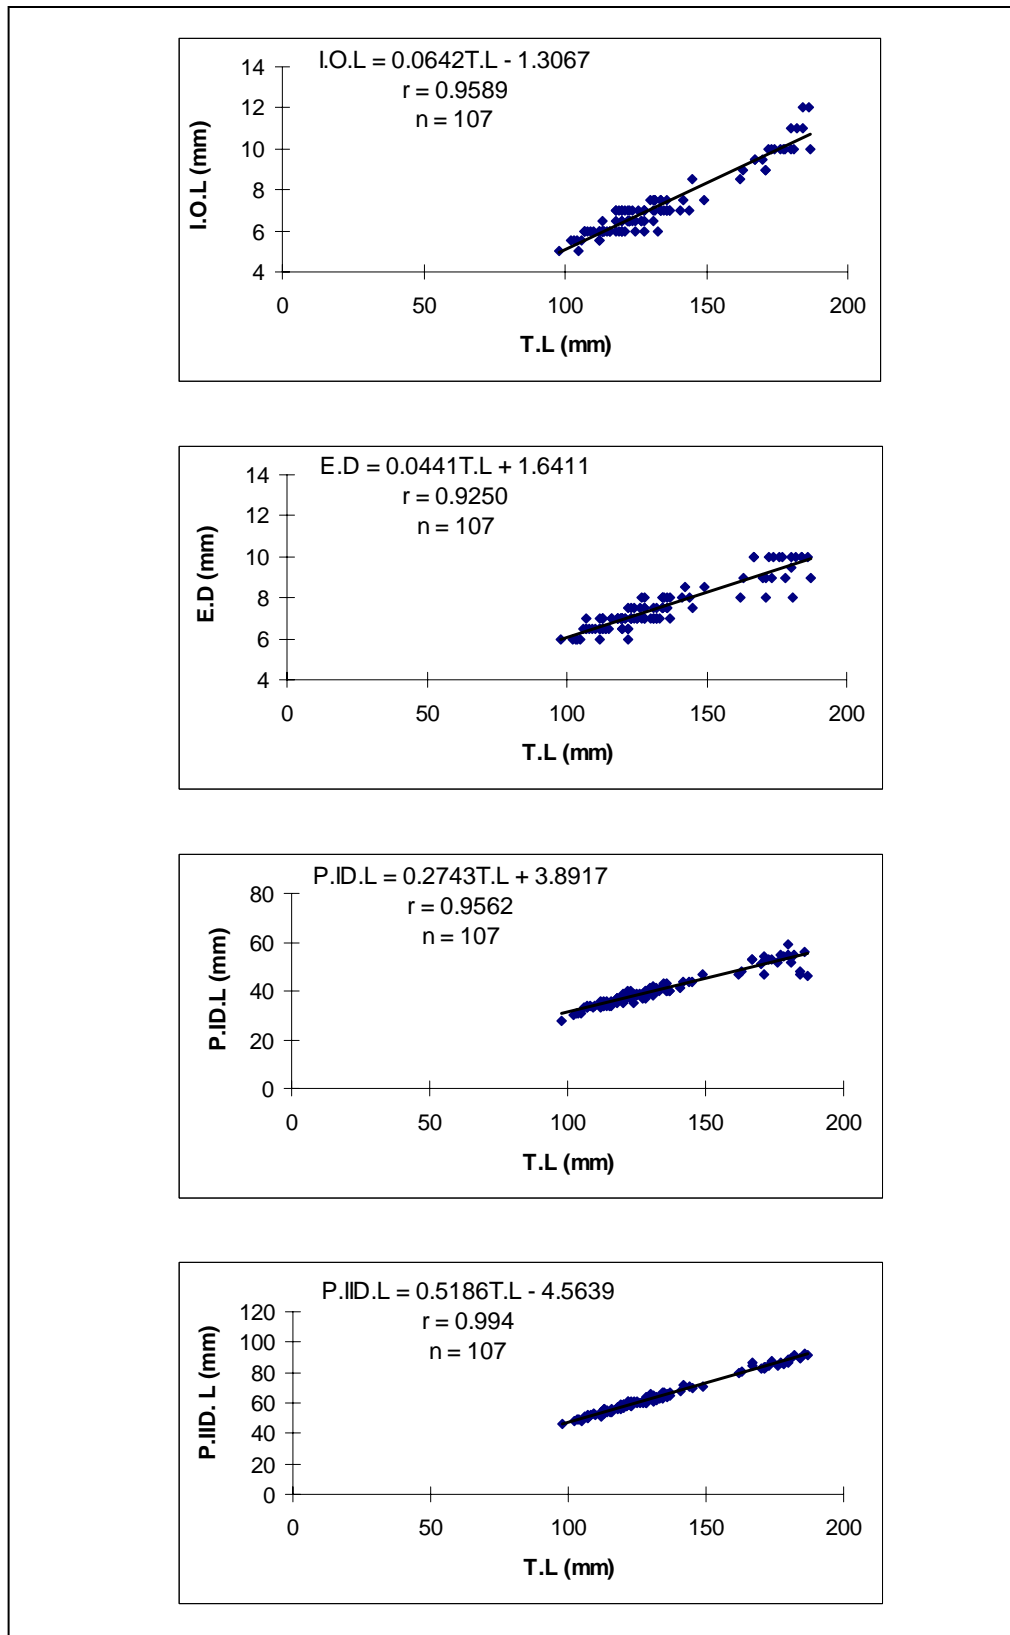 I.O.L = 0.0642T.L - 1.3067
r = 0.9589
n = 107
I.O.L (mm)
14
12
10
8
6
4
0 50 100 150 200
T.L (mm)
E.D = 0.0441T.L + 1.6411
r = 0.9250
n = 107
E.D (mm)
14
12
10
8
6
4
0 50 100 150 200
T.L (mm)
P.ID.L = 0.2743T.L + 3.8917
r = 0.9562
n = 107
P.ID.L (mm)
80
60
40
20
0
0 50 100 150 200
T.L (mm)
P.IID.L = 0.5186T.L - 4.5639
r = 0.994
n = 107
P.IID. L (mm)
120
100
80
60
40
20
0
0 50 100 150 200
T.L (mm)